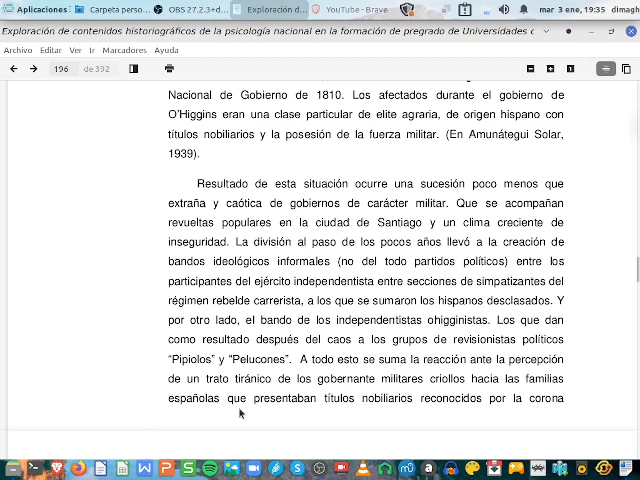 Aplicaciones Carpeta perso... OBS 27.2.3+d... Exploración d... YouTube - Brave mar 3 ene, 19:35 dimagh
Exploración de contenidos historiográficos de la psicología nacional en la formación de pregrado de Universidades c
Archivo Editar Ver Ir Marcadores Ayuda
196 de 392
Nacional de Gobierno de 1810. Los afectados durante el gobierno de
O'Higgins eran una clase particular de elite agraria, de origen hispano con
títulos nobiliarios y la posesión de la fuerza militar. (En Amunátegui Solar,
1939).
Resultado de esta situación ocurre una sucesión poco menos que
extraña y caótica de gobiernos de carácter militar. Que se acompañan
revueltas populares en la ciudad de Santiago y un clima creciente de
inseguridad. La división al paso de los pocos años llevó a la creación de
bandos ideológicos informales (no del todo partidos políticos) entre los
participantes del ejército independentista entre secciones de simpatizantes del
régimen rebelde carrerista, a los que se sumaron los hispanos desclasados. Y
por otro lado, el bando de los independentistas ohigginistas. Los que dan
como resultado después del caos a los grupos de revisionistas políticos
“Pipiolos” y "Pelucones". A todo esto se suma la reacción ante la percepción
de un trato tiránico de los gobernante militares criollos hacia las familias
españolas que presentaban títulos nobiliarios reconocidos por la corona